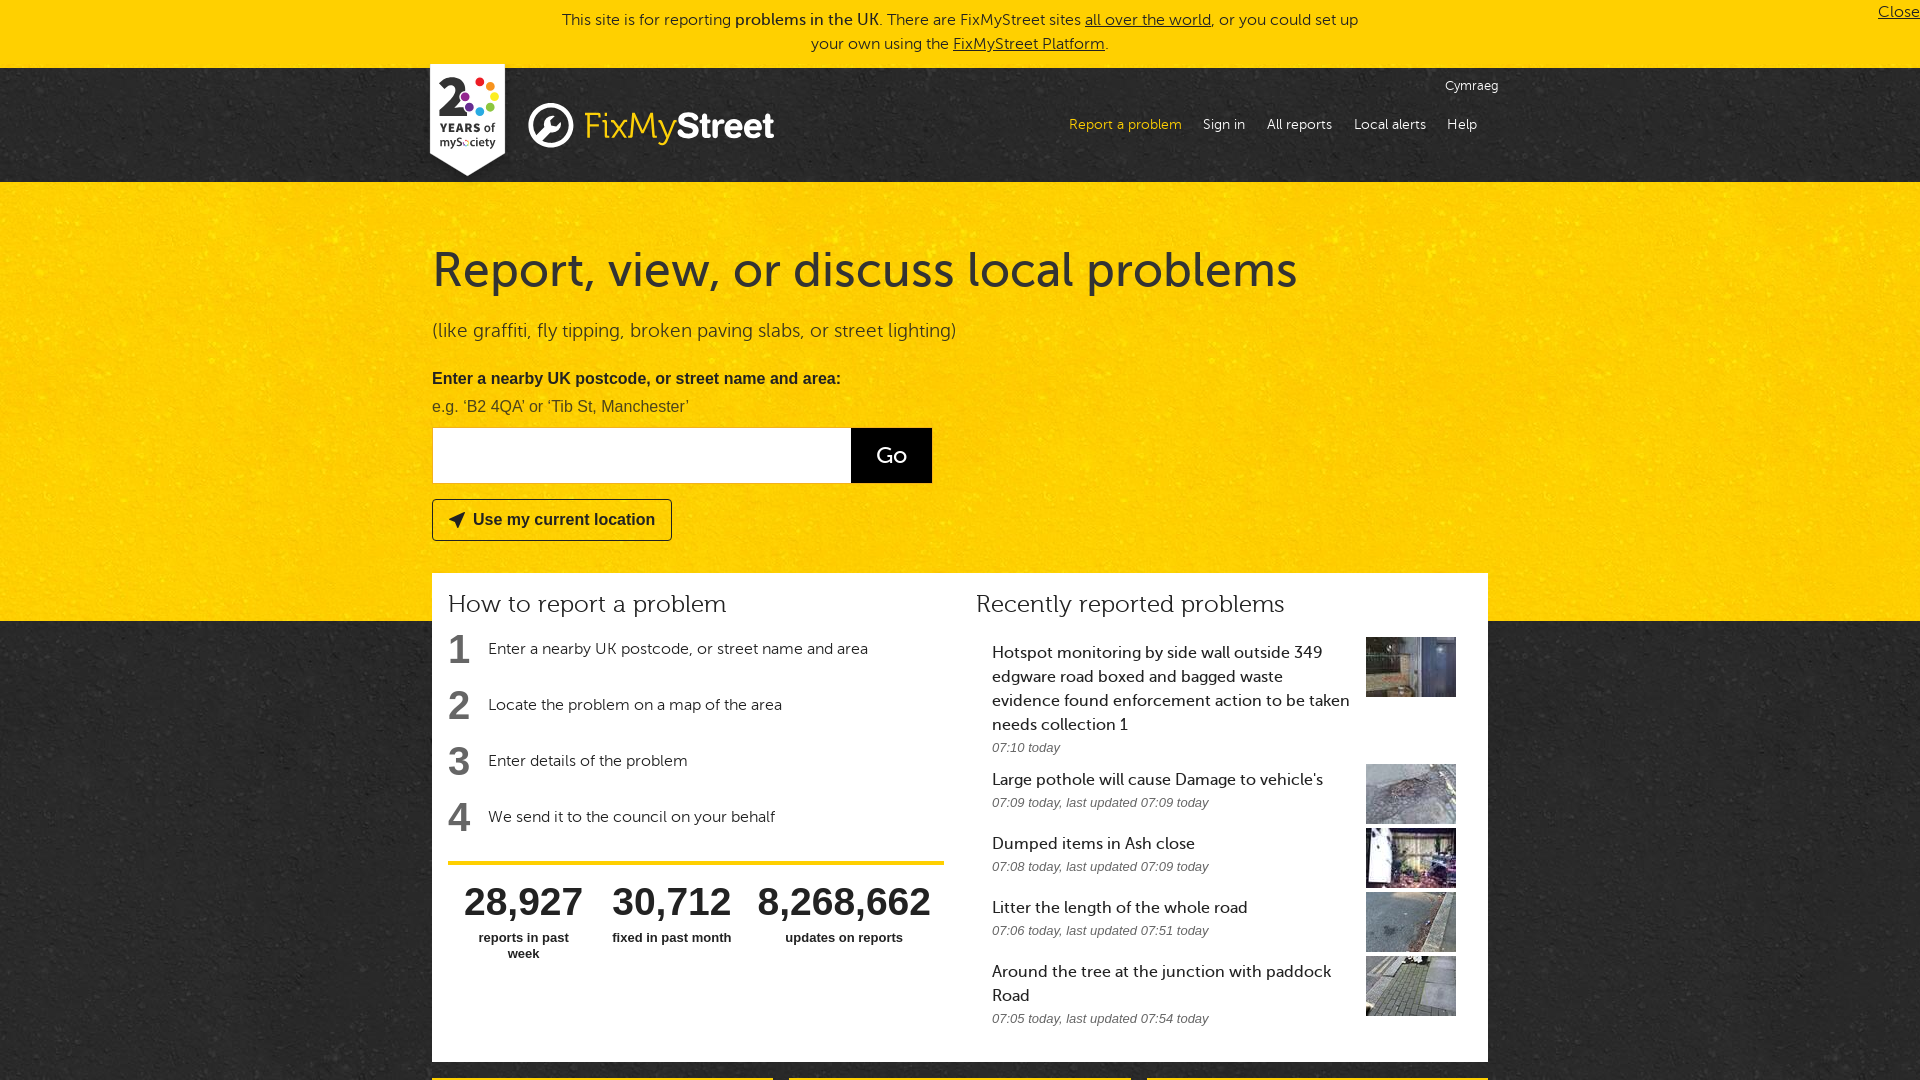 This site is for reporting problems in the UK. There are FixMyStreet sites all over the world, or you could set up
your own using the FixMyStreet Platform.
Close
20
YEARS of
mySociety
FixMyStreet
Cymraeg
Report a problem
Sign in
All reports
Local alerts
Help
Report, view, or discuss local problems
(like graffiti, fly tipping, broken paving slabs, or street lighting)
Enter a nearby UK postcode, or street name and area:
e.g. ‘B2 4QA’ or ‘Tib St, Manchester’
Go
Use my current location
How to report a problem
1 Enter a nearby UK postcode, or street name and area
2 Locate the problem on a map of the area
3 Enter details of the problem
4 We send it to the council on your behalf
28,927
reports in past
week
30,712
fixed in past month
8,268,662
updates on reports
Recently reported problems
Hotspot monitoring by side wall outside 349
edgware road boxed and bagged waste
evidence found enforcement action to be taken
needs collection 1
07:10 today
Large pothole will cause Damage to vehicle's
07:09 today, last updated 07:09 today
Dumped items in Ash close
07:08 today, last updated 07:09 today
Litter the length of the whole road
07:06 today, last updated 07:51 today
Around the tree at the junction with paddock
Road
07:05 today, last updated 07:54 today